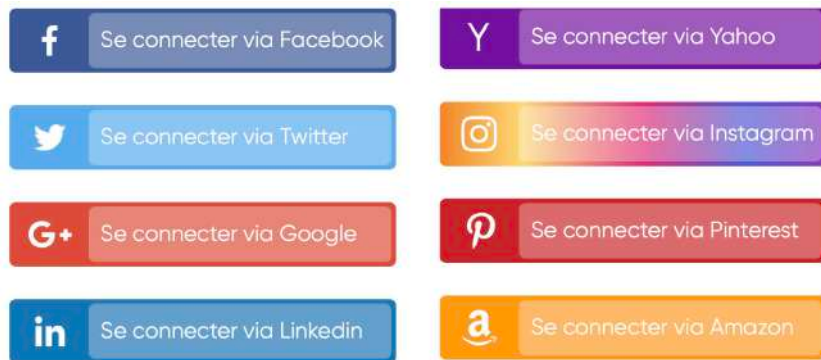 f Se connecter via Facebook
Se connecter via Twitter
G+ Se connecter via Google
in Se connecter via Linkedin
Y Se connecter via Yahoo
Se connecter via Instagram
Se connecter via Pinterest
a Se connecter via Amazon